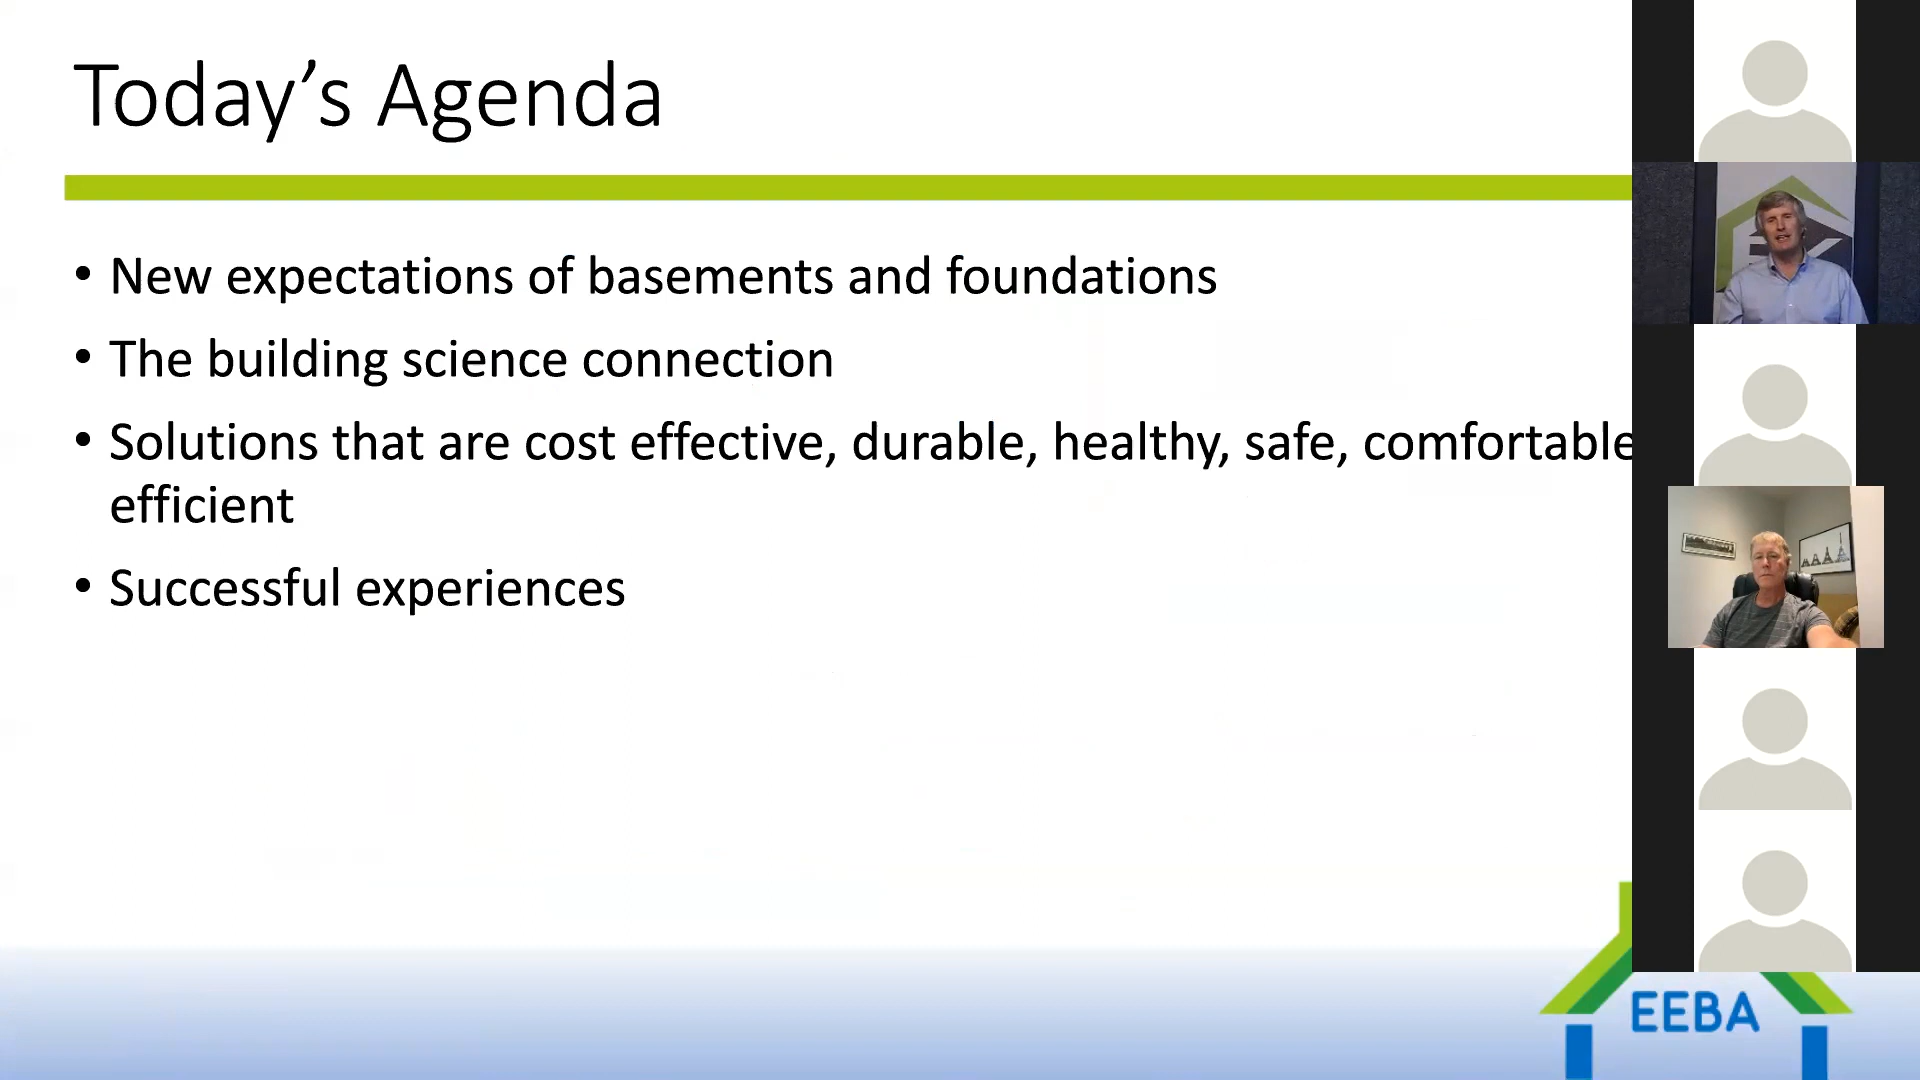 Today's Agenda
• New expectations of basements and foundations
• The building science connection
• Solutions that are cost effective, durable, healthy, safe, comfortable
efficient
• Successful experiences
EEBA